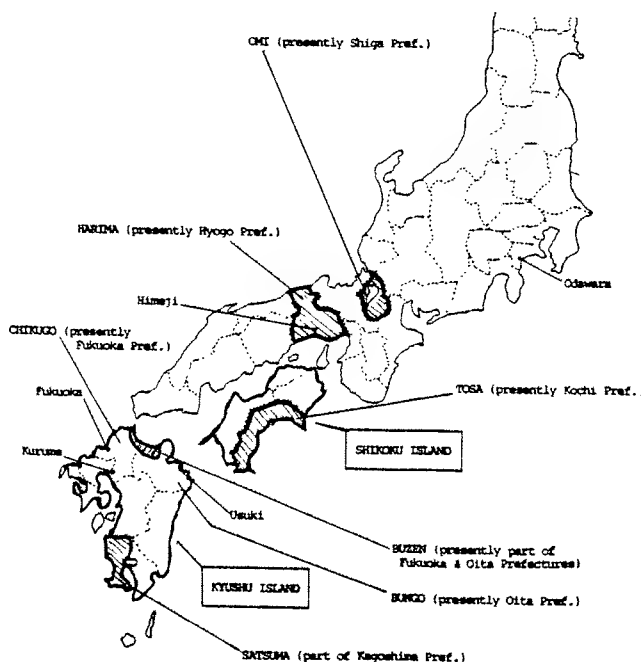 OMI (presently Shiga Pref.)
HARIMA (presently Hyogo Pref.)
Odawara
Himeji
CHIKUGO (presently
Fukuoka Pref.)
Fukuoka
TOSA (presently Kochi Pref.)
Kurume
SHIKOKU ISLAND
Usuki
BUZEN (presently part of
Fukuoka & Oita Prefectures)
KYUSHU ISLAND
BUNGO (presently Oita Pref.)
SATSUMA (part of Kagoshima Pref.)